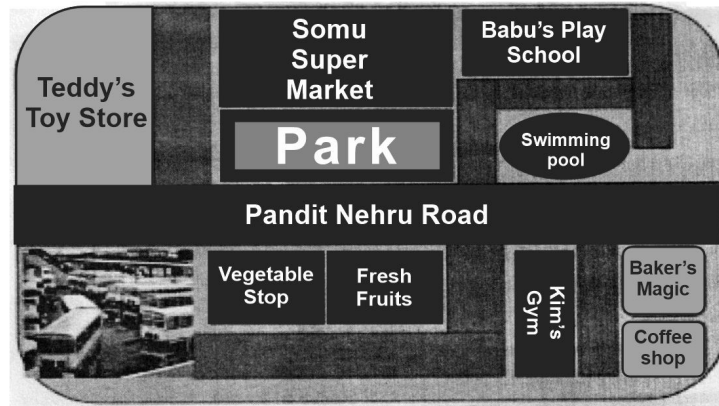 Teddy's
Toy Store
Somu
Super
Market
Babu's Play
School
Park
Swimming
pool
Pandit Nehru Road
Vegetable
Stop
Fresh
Fruits
Kim's
Gym
Baker's
Magic
Coffee
shop